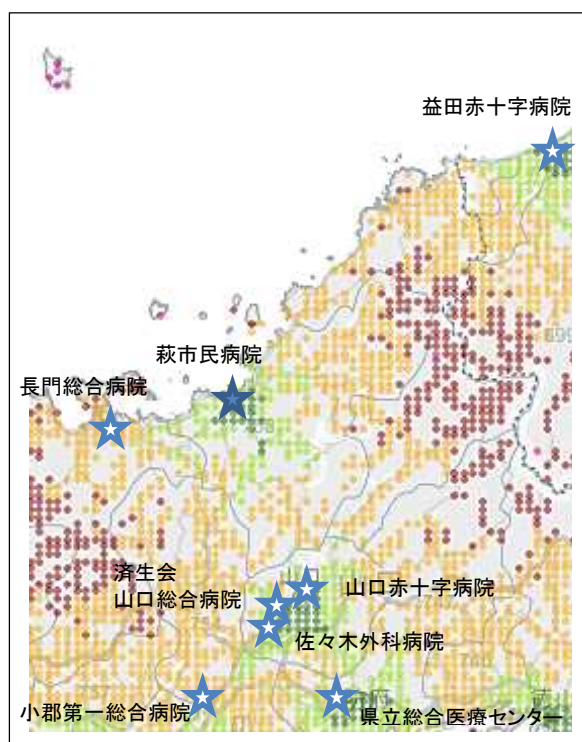 益田赤十字病院
萩市民病院
長門総合病院
済生会
山口総合病院
山口赤十字病院
佐々木外科病院
小郡第一総合病院
県立総合医療センター